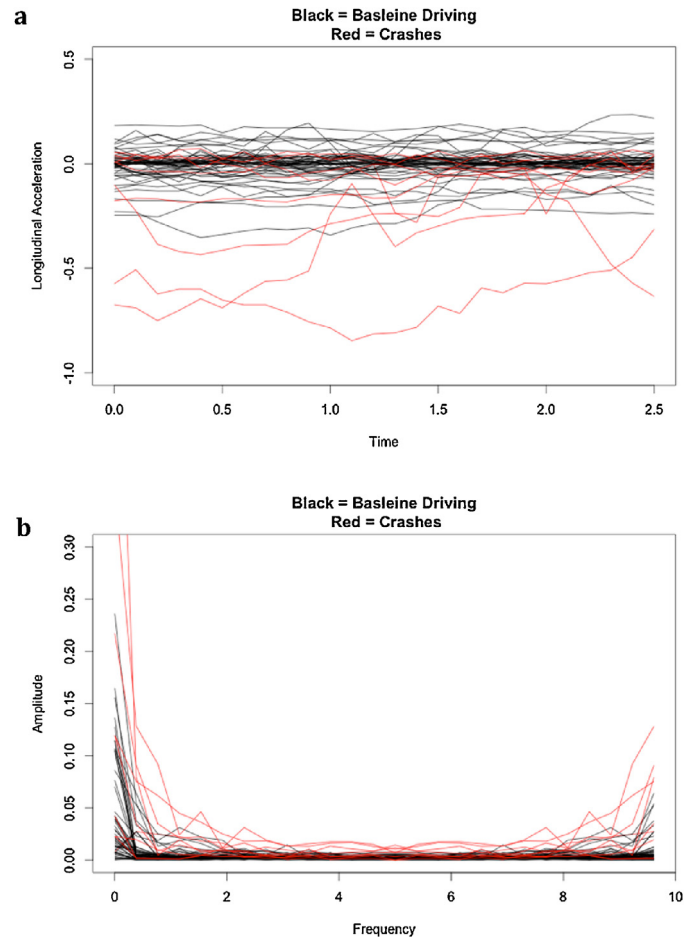 a
Black = Basleine Driving
Red = Crashes
0.5
0.0
-0.5
-1.0
Longitudinal Acceleration
0.0 0.5 1.0 1.5 2.0 2.5
Time
b
Black = Basleine Driving
Red = Crashes
0.30
0.25
0.20
0.15
0.10
0.05
0.00
Amplitude
0 2 4 6 8 10
Frequency